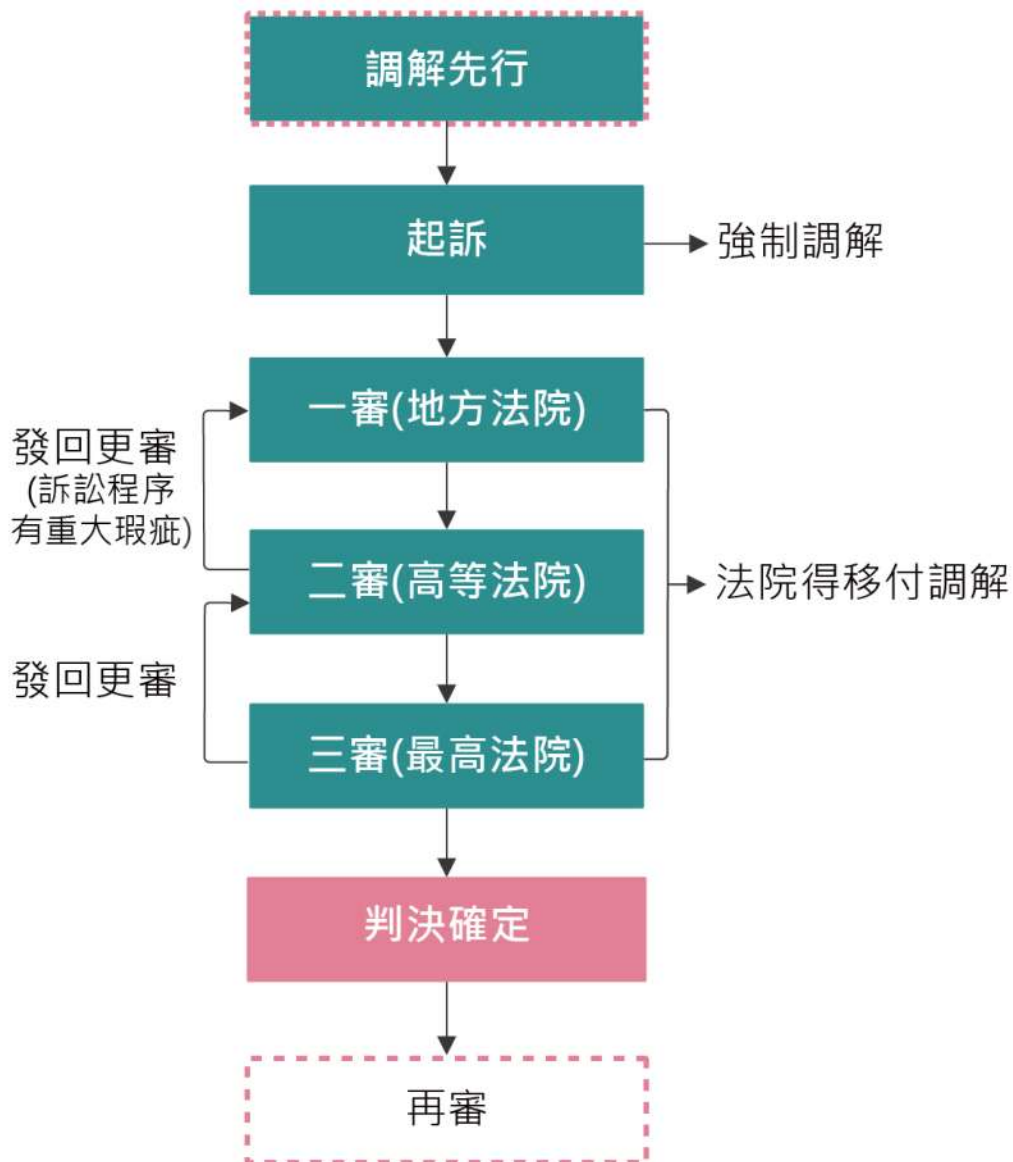 調解先行
起訴
強制調解
一審(地方法院)
發回更審
(訴訟程序
有重大瑕疵)
二審(高等法院)
法院得移付調解
發回更審
三審(最高法院)
判決確定
再審